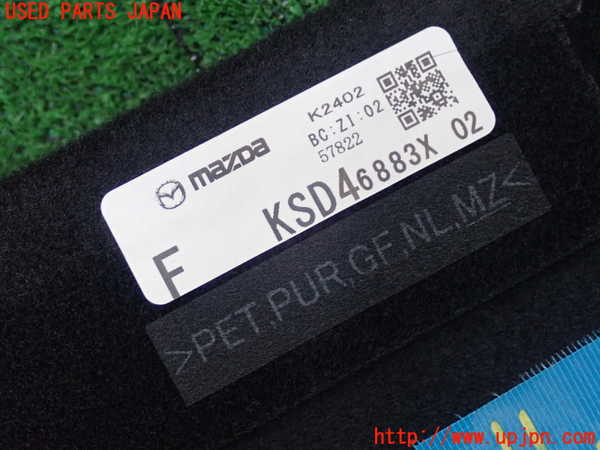 USED PARTS JAPAN
K2402
BC:Z1:02
57822
mazda
KSD46883X 02
F
>PET,PUR,GF,NL,MZ<
http://www.upjpn.com/